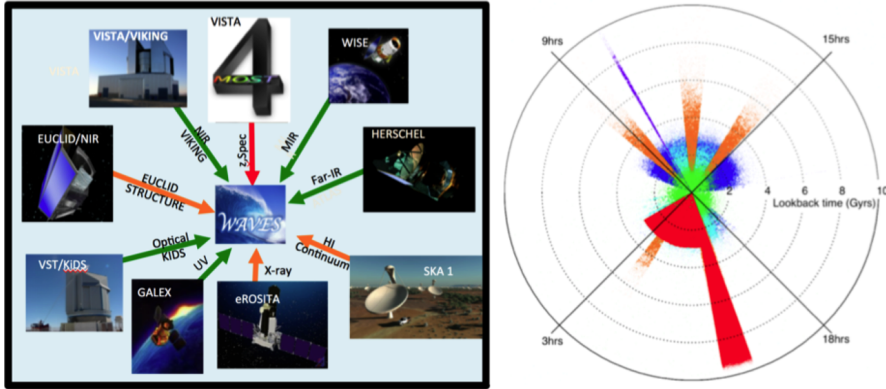 VISTA/VIKING
VISTA
VISTA
4
MOST
WISE
EUCLID/NIR
HERSCHEL
NIR
VIKING
z,Spec
MIR
EUCLID
STRUCTURE
Far-IR
WAVES
Optical
KIDS
UV
X-ray
HI
Continuum
VST/KiDS
GALEX
eROSITA
SKA 1
9hrs
15hrs
2
4
6
8
10
Lookback time (Gyrs)
3hrs
18hrs